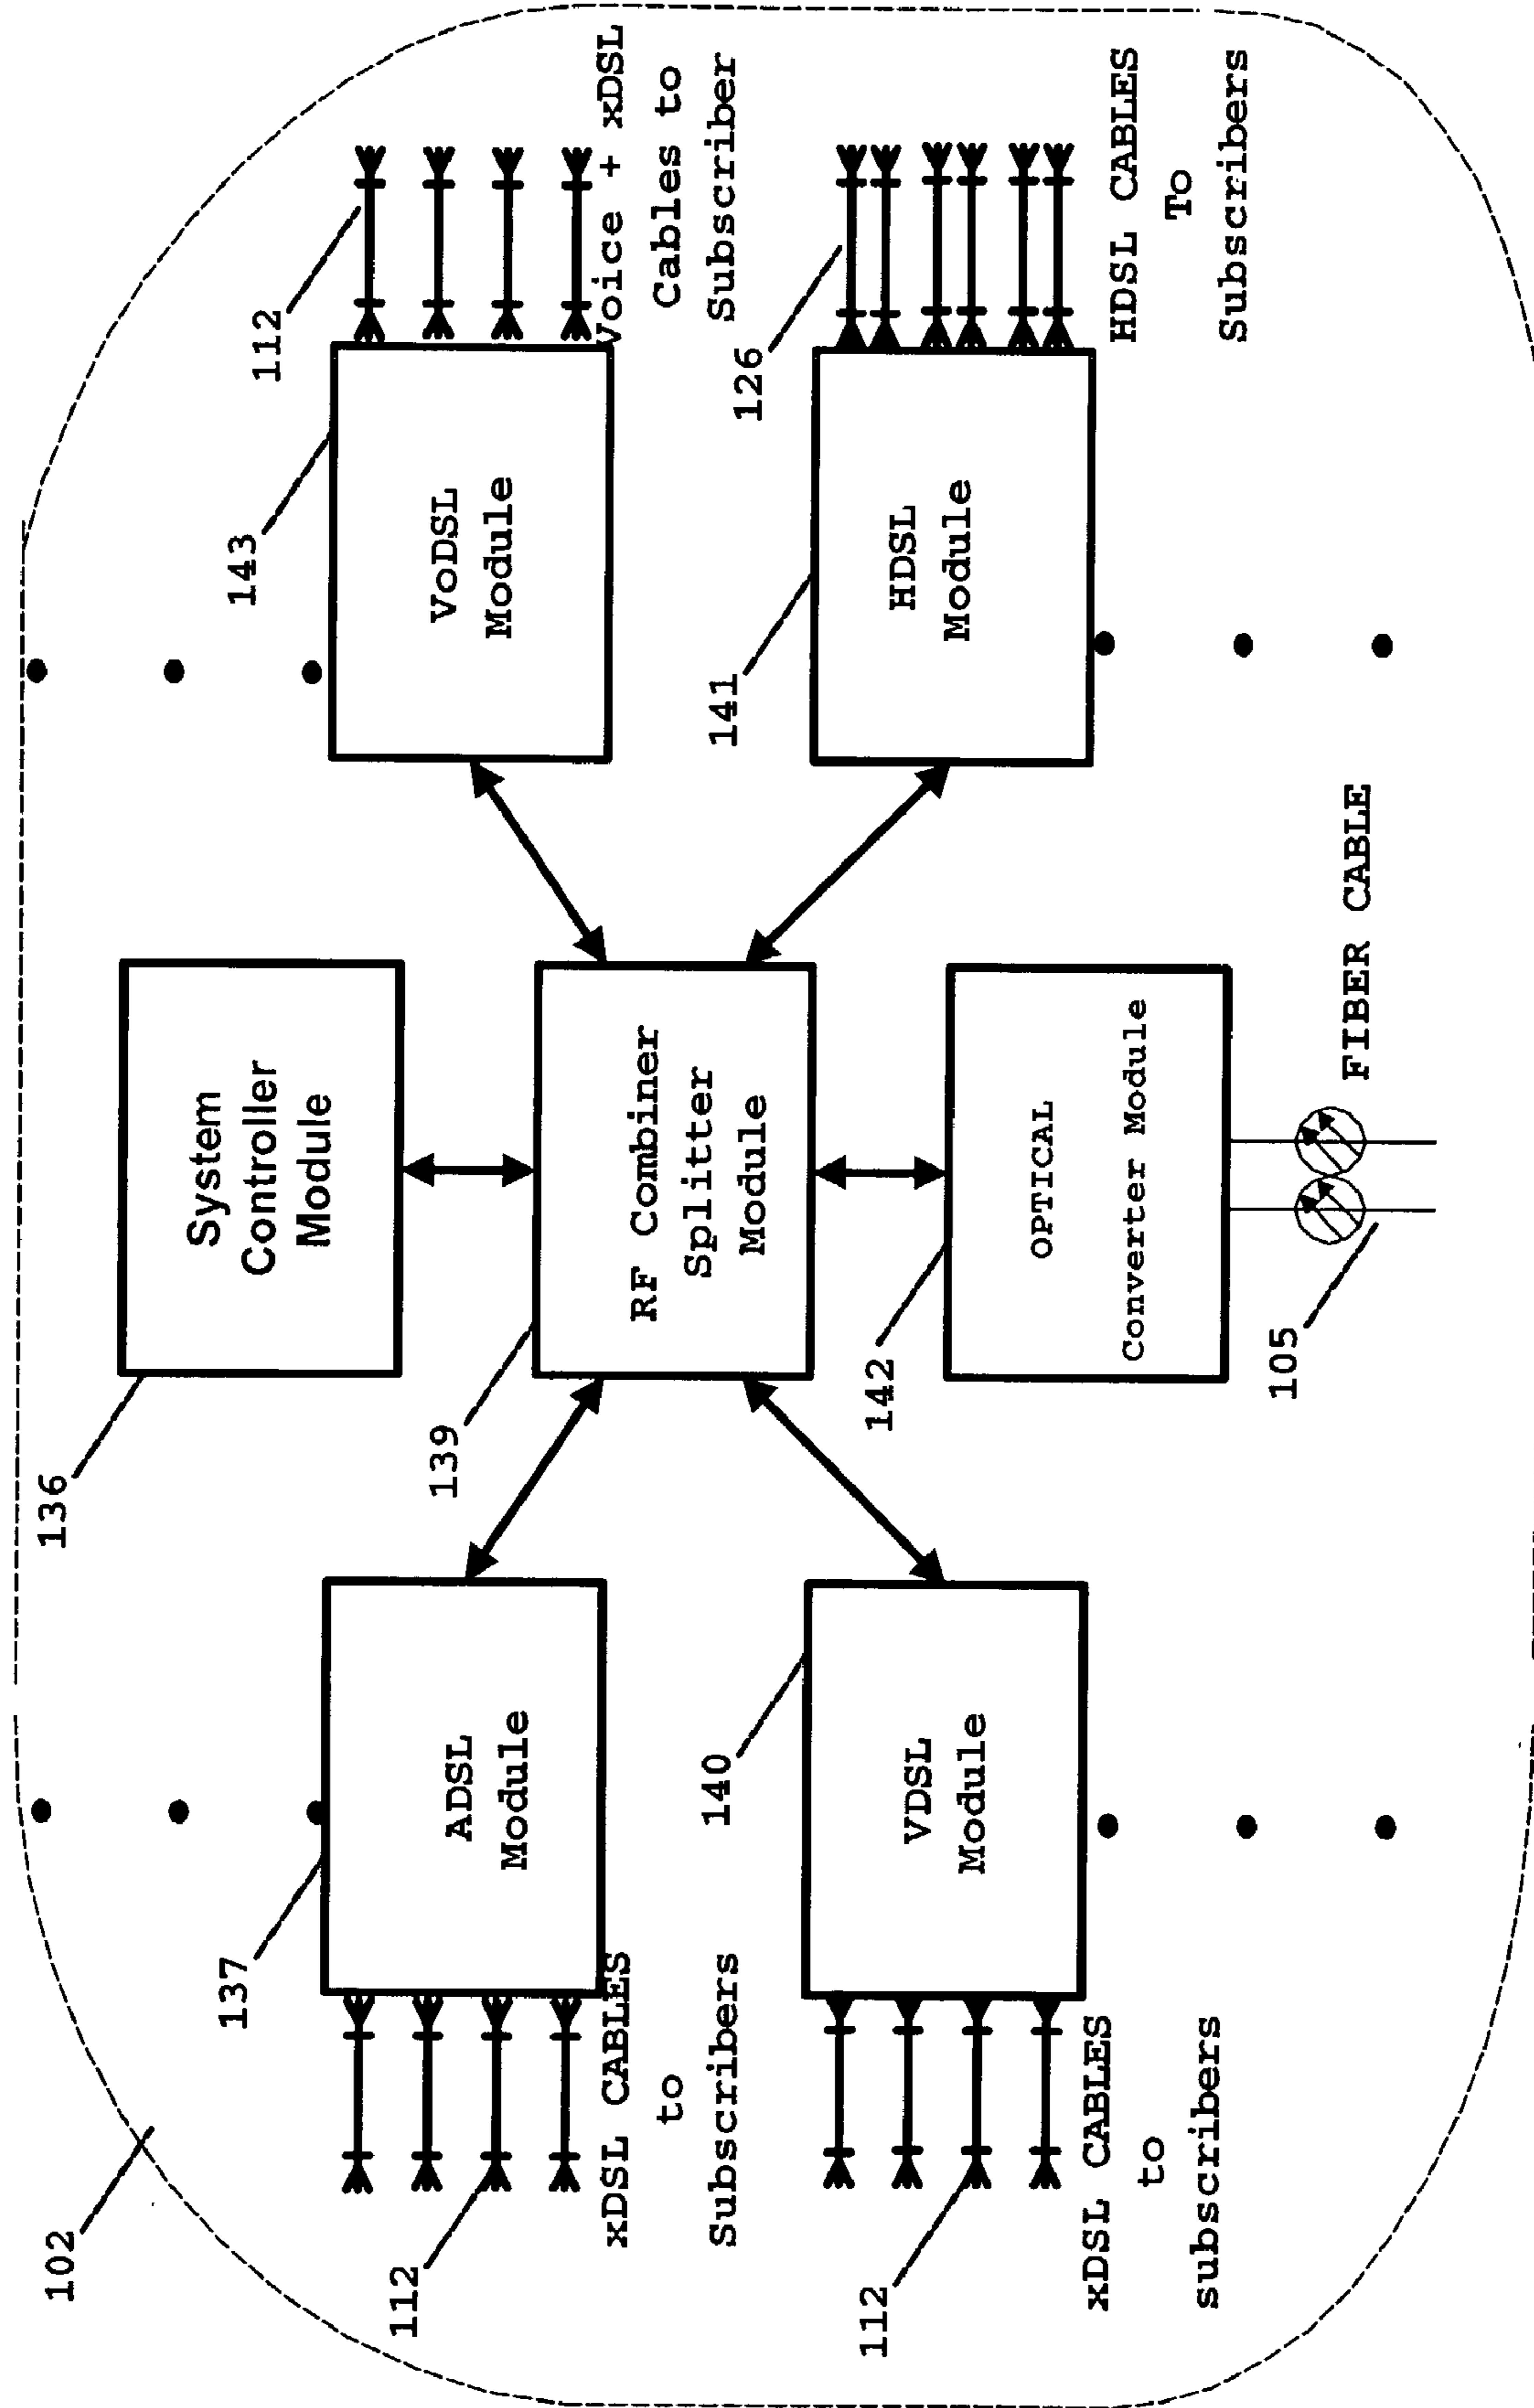 102
136
137
ADSL
Module
112
xDSL CABLES
to
Subscribers
140
VDSL
Module
112
xDSL CABLES
to
subscribers
System
Controller
Module
139
RF Combiner
Splitter
Module
142
OPTICAL
Converter Module
105
FIBER CABLE
143
VoDSL
Module
112
Voice + xDSL
Cables to
Subscriber
141
HDSL
Module
126
HDSL CABLES
To
Subscribers